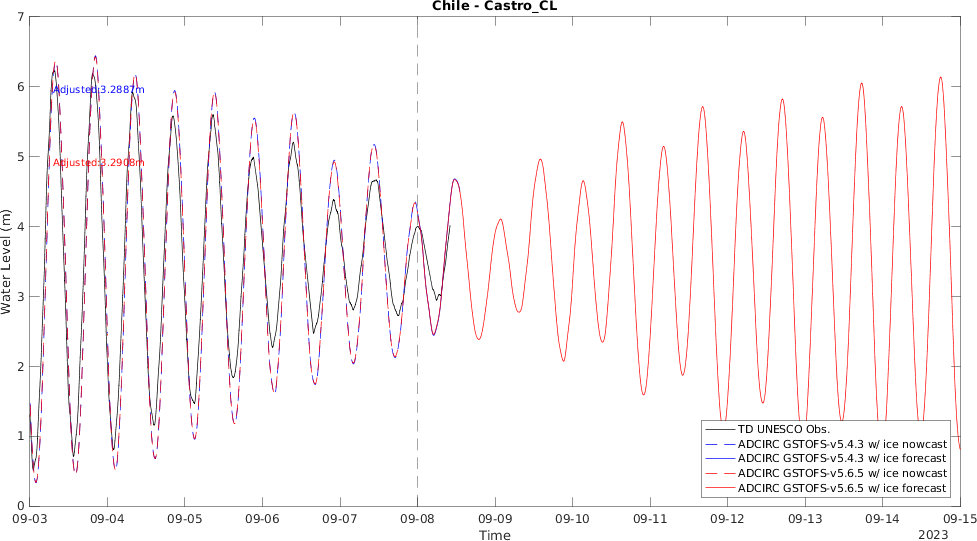 Chile - Castro_CL
7
6
5
4
3
2
1
0
Water Level (m)
Adjusted:3.2887m
Adjusted:3.2908m
TD UNESCO Obs.
ADCIRC GSTOFS-v5.4.3 w/ ice nowcast
ADCIRC GSTOFS-v5.4.3 w/ ice forecast
ADCIRC GSTOFS-v5.6.5 w/ ice nowcast
ADCIRC GSTOFS-v5.6.5 w/ ice forecast
09-03 09-04 09-05 09-06 09-07 09-08 09-09 09-10 09-11 09-12 09-13 09-14 09-15
Time
2023